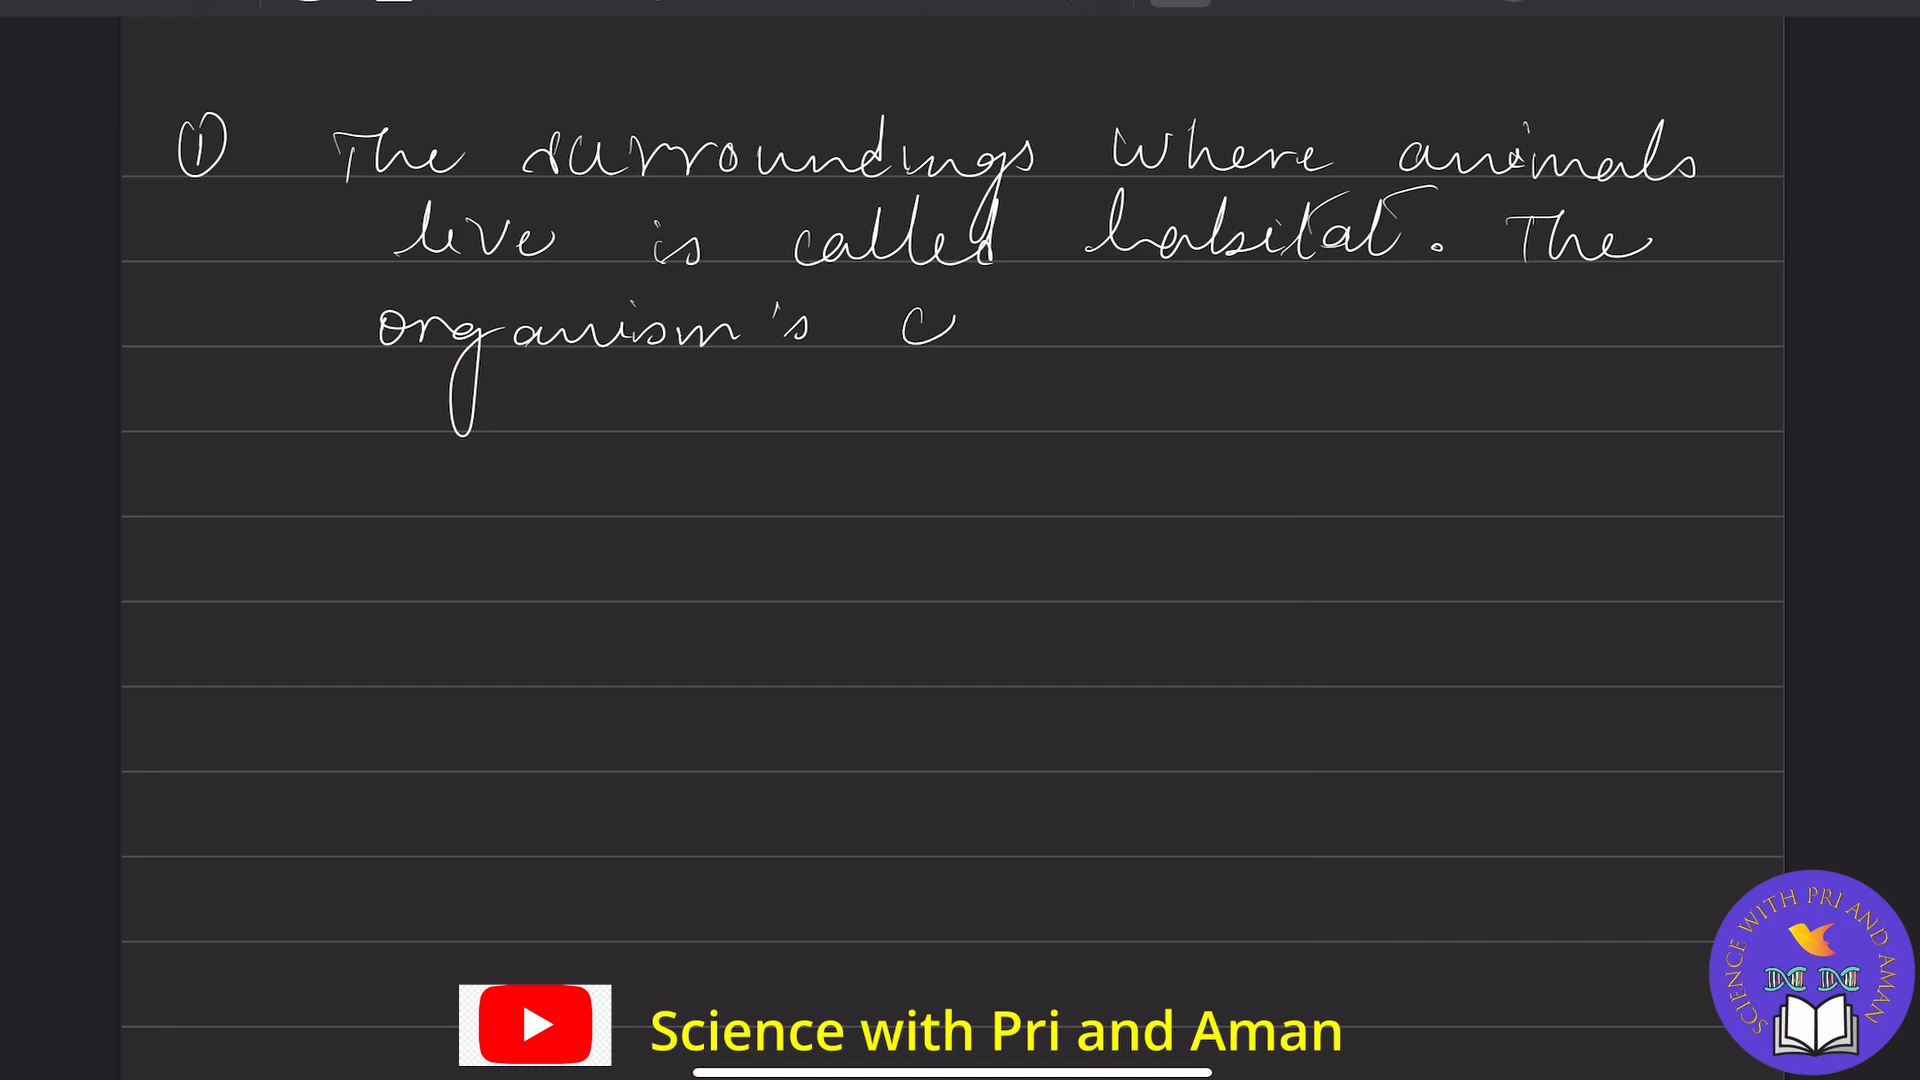 ① The surroundings where animals
live is called habitat. The
organism's c
Science with Pri and Aman
SCIENCE WITH PRI AND AMAN